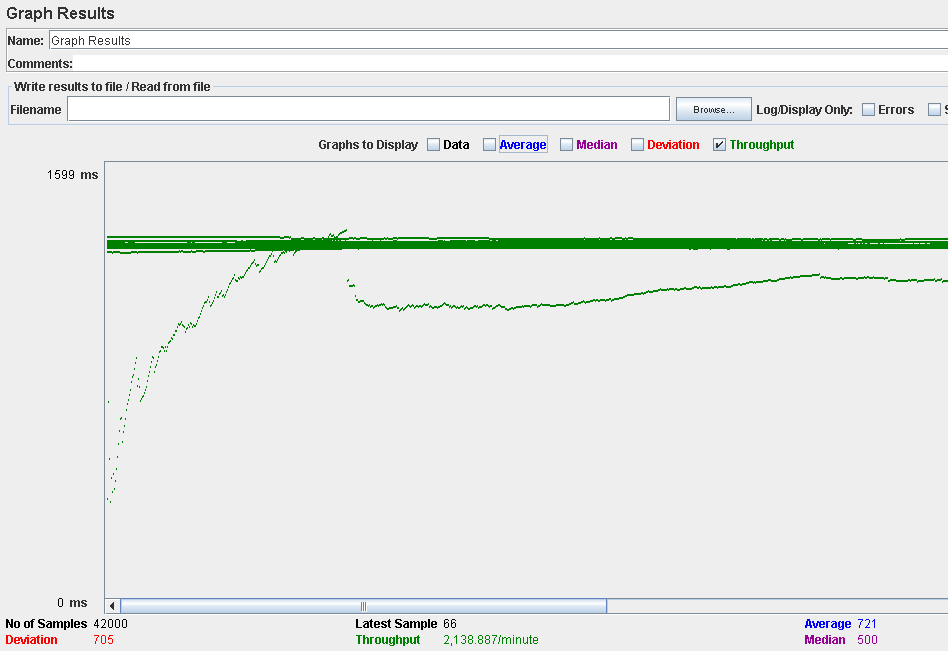 Graph Results
Name: Graph Results
Comments:
Write results to file / Read from file
Filename Browse... Log/Display Only: Errors S
Graphs to Display Data Average Median Deviation Throughput
1599 ms
0 ms
No of Samples 42000 Latest Sample 66 Average 721
Deviation 705 Throughput 2,138.887/minute Median 500